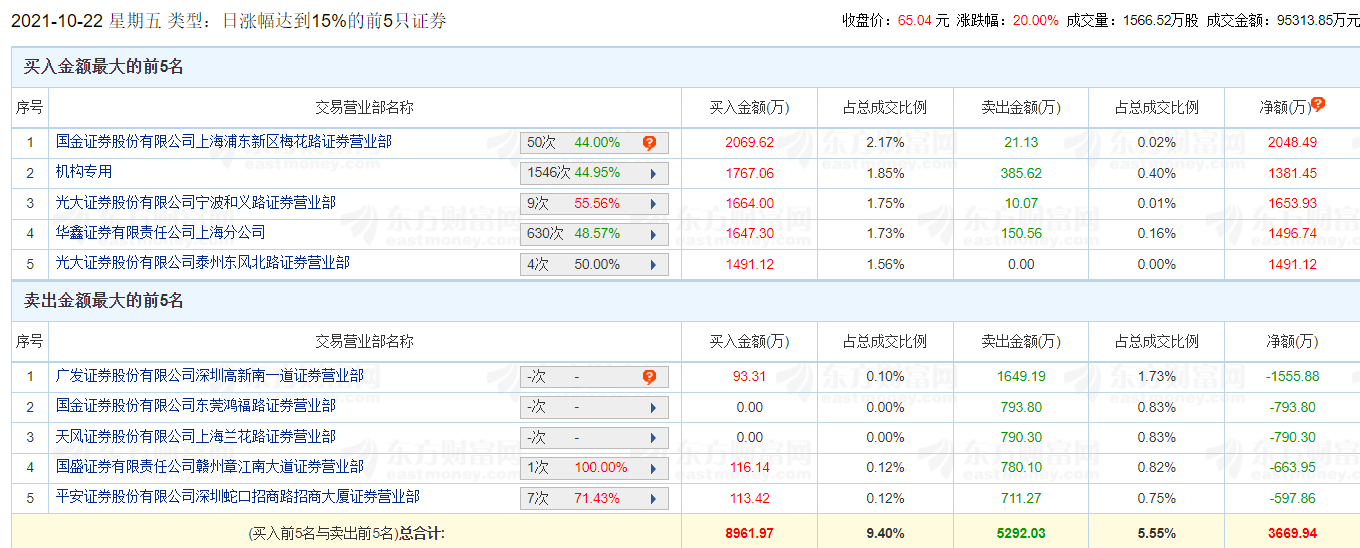 2021-10-22 星期五 类型：日涨幅达到15%的前5只证券 收盘价：65.04 元 涨跌幅：20.00% 成交量：1566.52万股 成交金额：95313.85万元
买入金额最大的前5名
序号 交易营业部名称 买入金额(万) 占总成交比例 卖出金额(万) 占总成交比例 净额(万)
1 国金证券股份有限公司上海浦东新区梅花路证券营业部 50次 44.00% 2069.62 2.17% 21.13 0.02% 2048.49
2 机构专用 1546次 44.95% 1767.06 1.85% 385.62 0.40% 1381.45
3 光大证券股份有限公司宁波和义路证券营业部 9次 55.56% 1664.00 1.75% 10.07 0.01% 1653.93
4 华鑫证券有限责任公司上海分公司 630次 48.57% 1647.30 1.73% 150.56 0.16% 1496.74
5 光大证券股份有限公司泰州东风北路证券营业部 4次 50.00% 1491.12 1.56% 0.00 0.00% 1491.12
卖出金额最大的前5名
序号 交易营业部名称 买入金额(万) 占总成交比例 卖出金额(万) 占总成交比例 净额(万)
1 广发证券股份有限公司深圳高新南一道证券营业部 -次 - 93.31 0.10% 1649.19 1.73% -1555.88
2 国金证券股份有限公司东莞鸿福路证券营业部 -次 - 0.00 0.00% 793.80 0.83% -793.80
3 天风证券股份有限公司上海兰花路证券营业部 -次 - 0.00 0.00% 790.30 0.83% -790.30
4 国盛证券有限责任公司赣州章江南大道证券营业部 1次 100.00% 116.14 0.12% 780.10 0.82% -663.95
5 平安证券股份有限公司深圳蛇口招商路招商大厦证券营业部 7次 71.43% 113.42 0.12% 711.27 0.75% -597.86
(买入前5名与卖出前5名)总合计: 8961.97 9.40% 5292.03 5.55% 3669.94
东方财富网
eastmoney.com